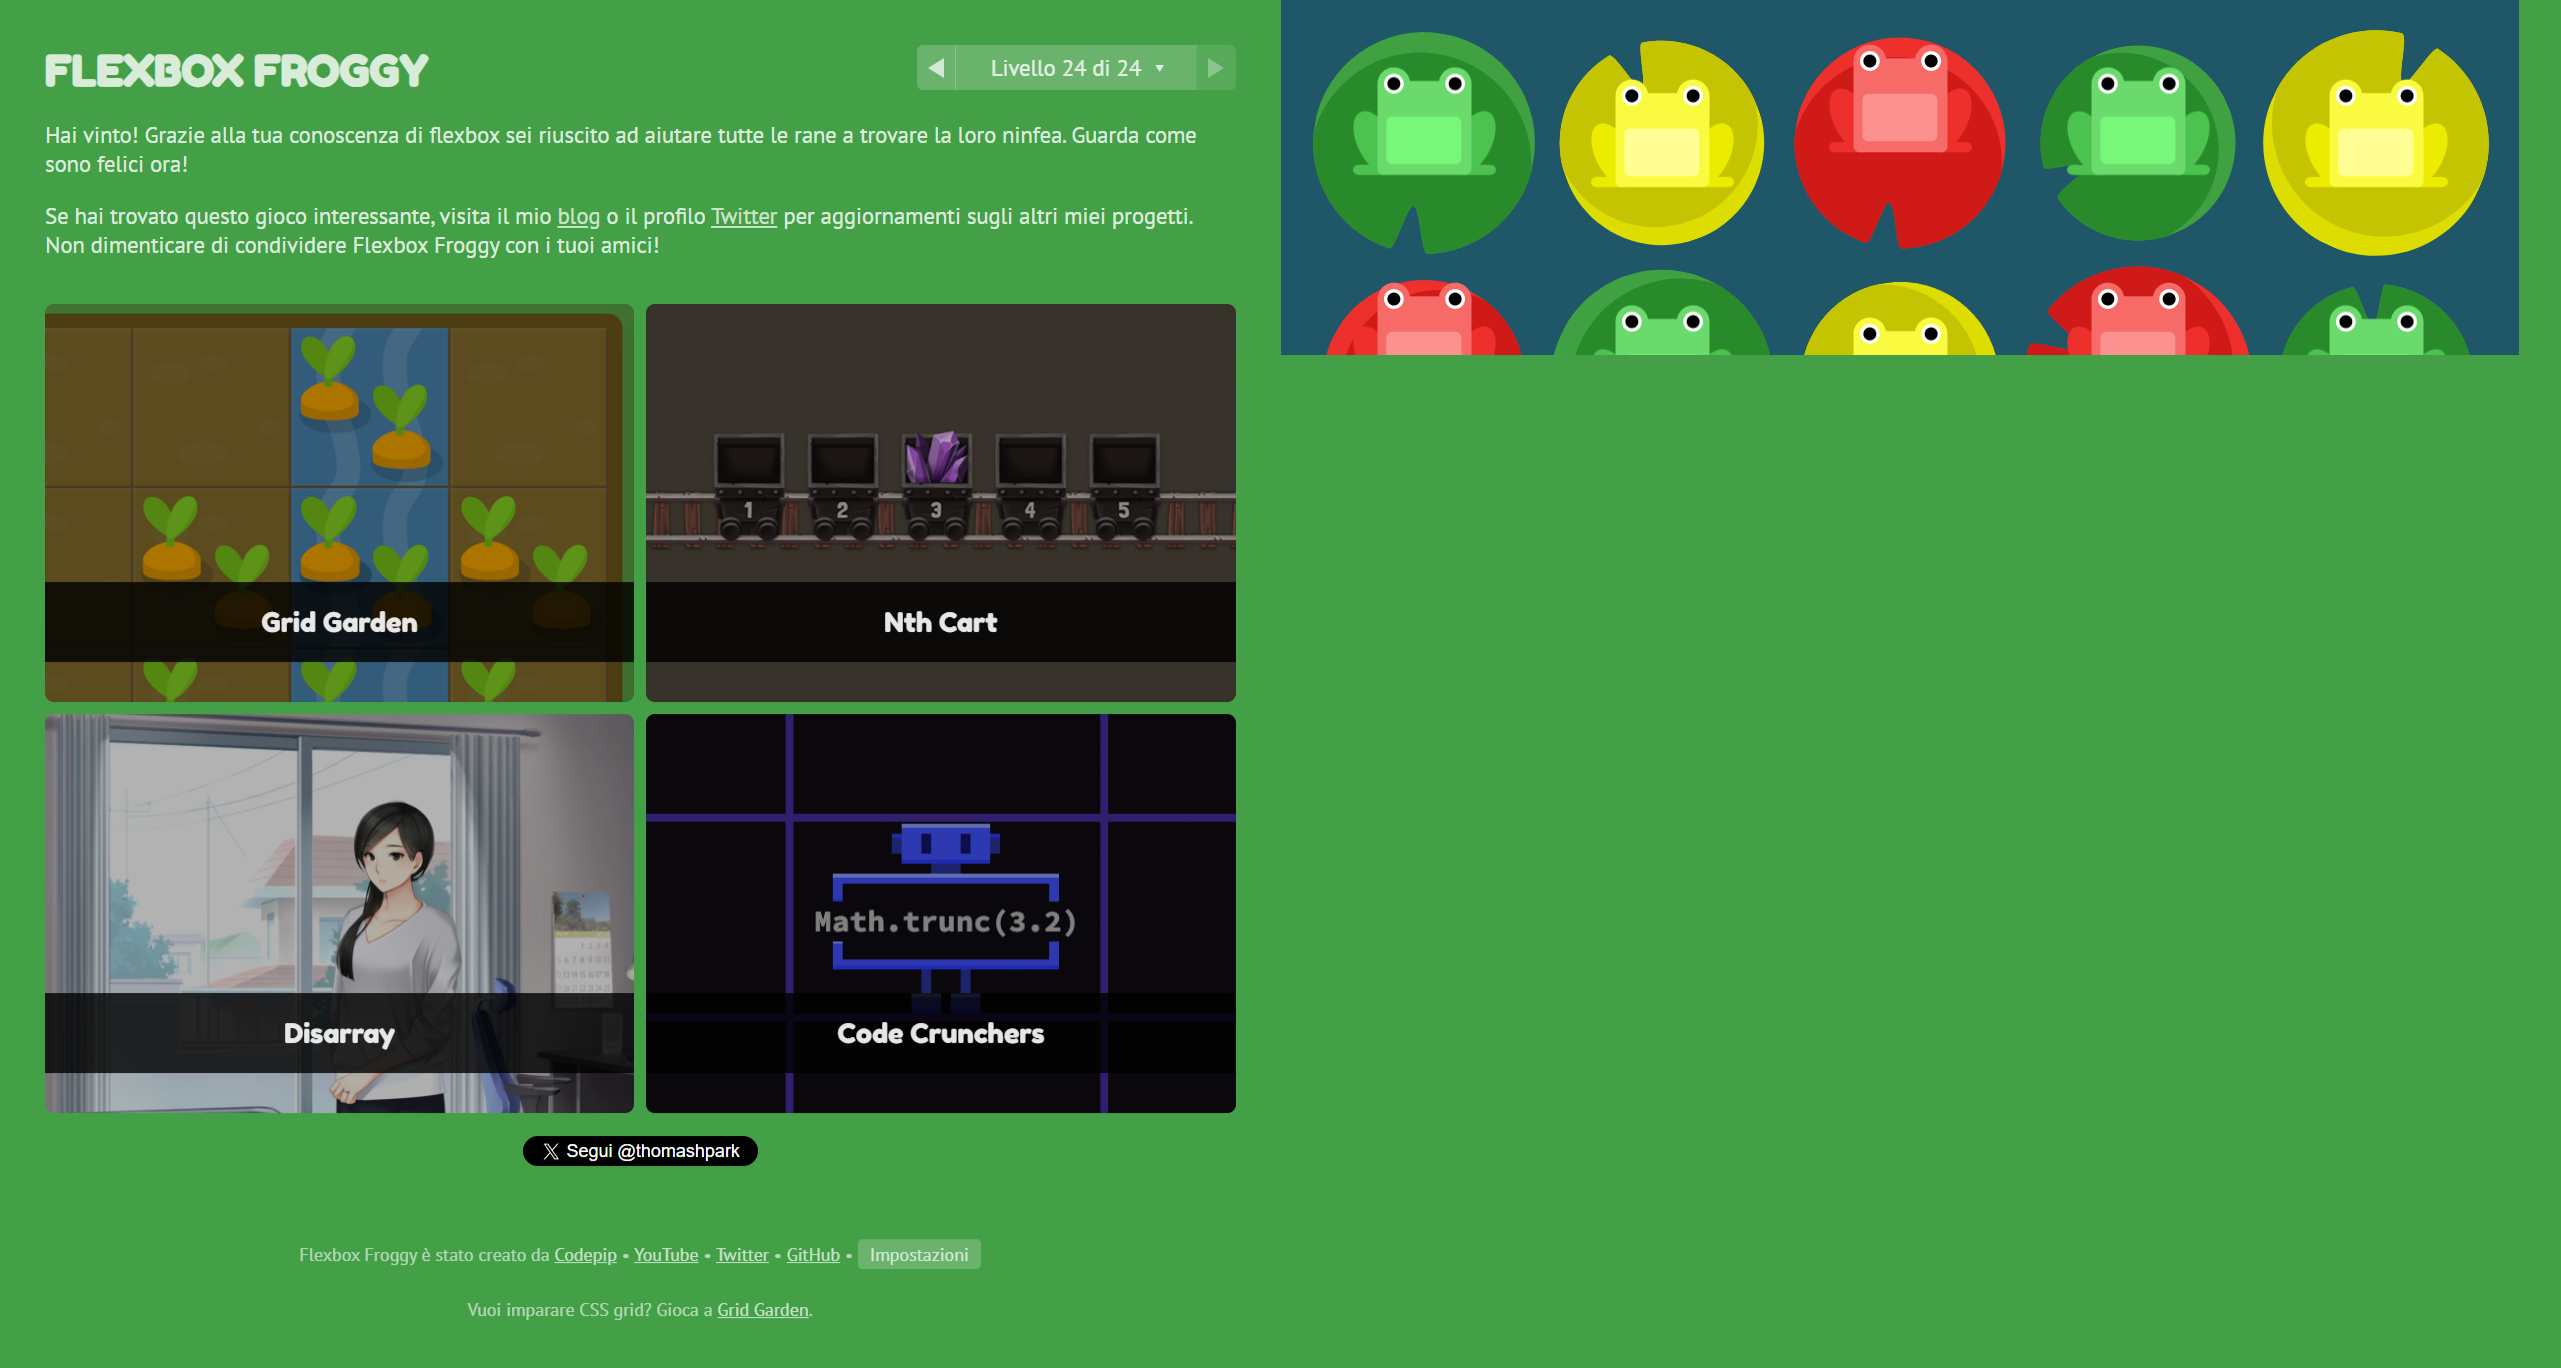 FLEXBOX FROGGY
Livello 24 di 24
Hai vinto! Grazie alla tua conoscenza di flexbox sei riuscito ad aiutare tutte le rane a trovare la loro ninfea. Guarda come
sono felici ora!
Se hai trovato questo gioco interessante, visita il mio blog o il profilo Twitter per aggiornamenti sugli altri miei progetti.
Non dimenticare di condividere Flexbox Froggy con i tuoi amici!
Grid Garden
1 2 3 4 5
Nth Cart
Disarray
Math.trunc(3.2)
Code Crunchers
Segui @thomashpark
Flexbox Froggy è stato creato da Codepip • YouTube • Twitter • GitHub • Impostazioni
Vuoi imparare CSS grid? Gioca a Grid Garden.